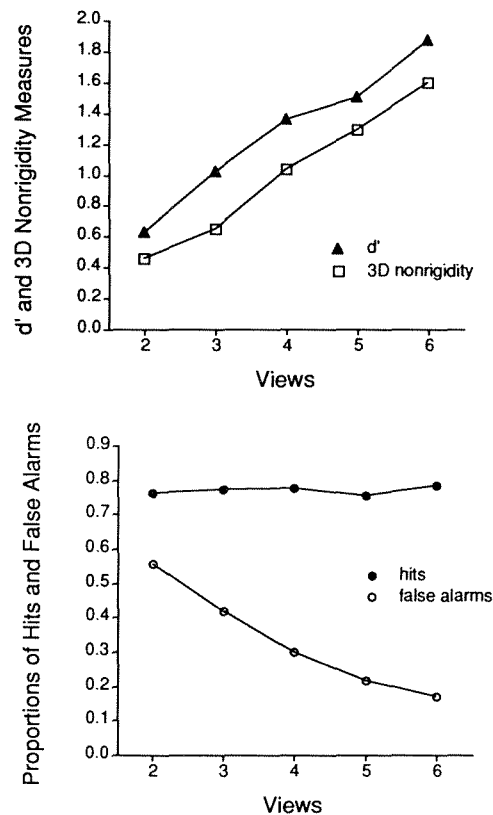 d' and 3D Nonrigidity Measures
2.0
1.8
1.6
1.4
1.2
1.0
0.8
0.6
0.4
0.2
0.0
d'
3D nonrigidity
2 3 4 5 6
Views
Proportions of Hits and False Alarms
0.9
0.8
0.7
0.6
0.5
0.4
0.3
0.2
0.1
0.0
hits
false alarms
2 3 4 5 6
Views